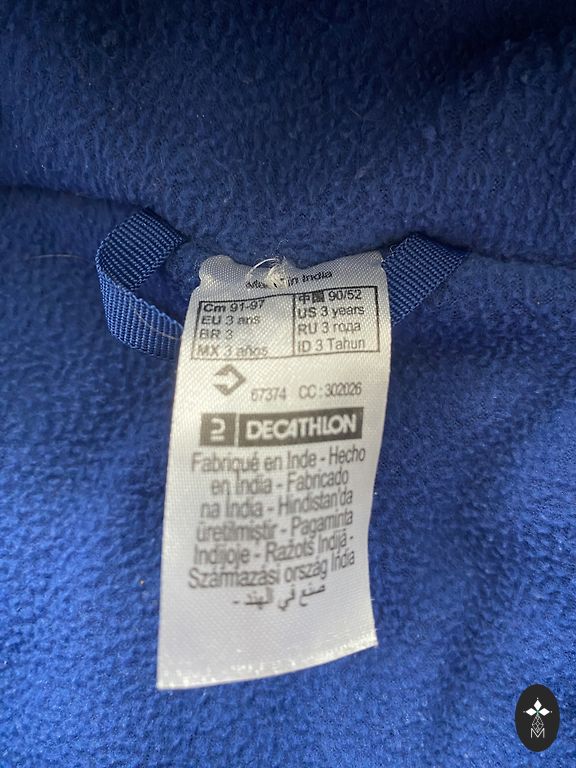 Made in India
Cm 91-97
EU 3 ans
BR 3
MX 3 años
中国 90/52
US 3 years
RU 3 года
ID 3 Tahun
67374 CC:302026
DECATHLON
Fabriqué en Inde - Hecho
en India - Fabricado
na Índia - Hindistan'da
üretilmiştir - Pagaminta
Indijoje - Ražots Indijā -
Származási ország India
صنع في الهند -
M